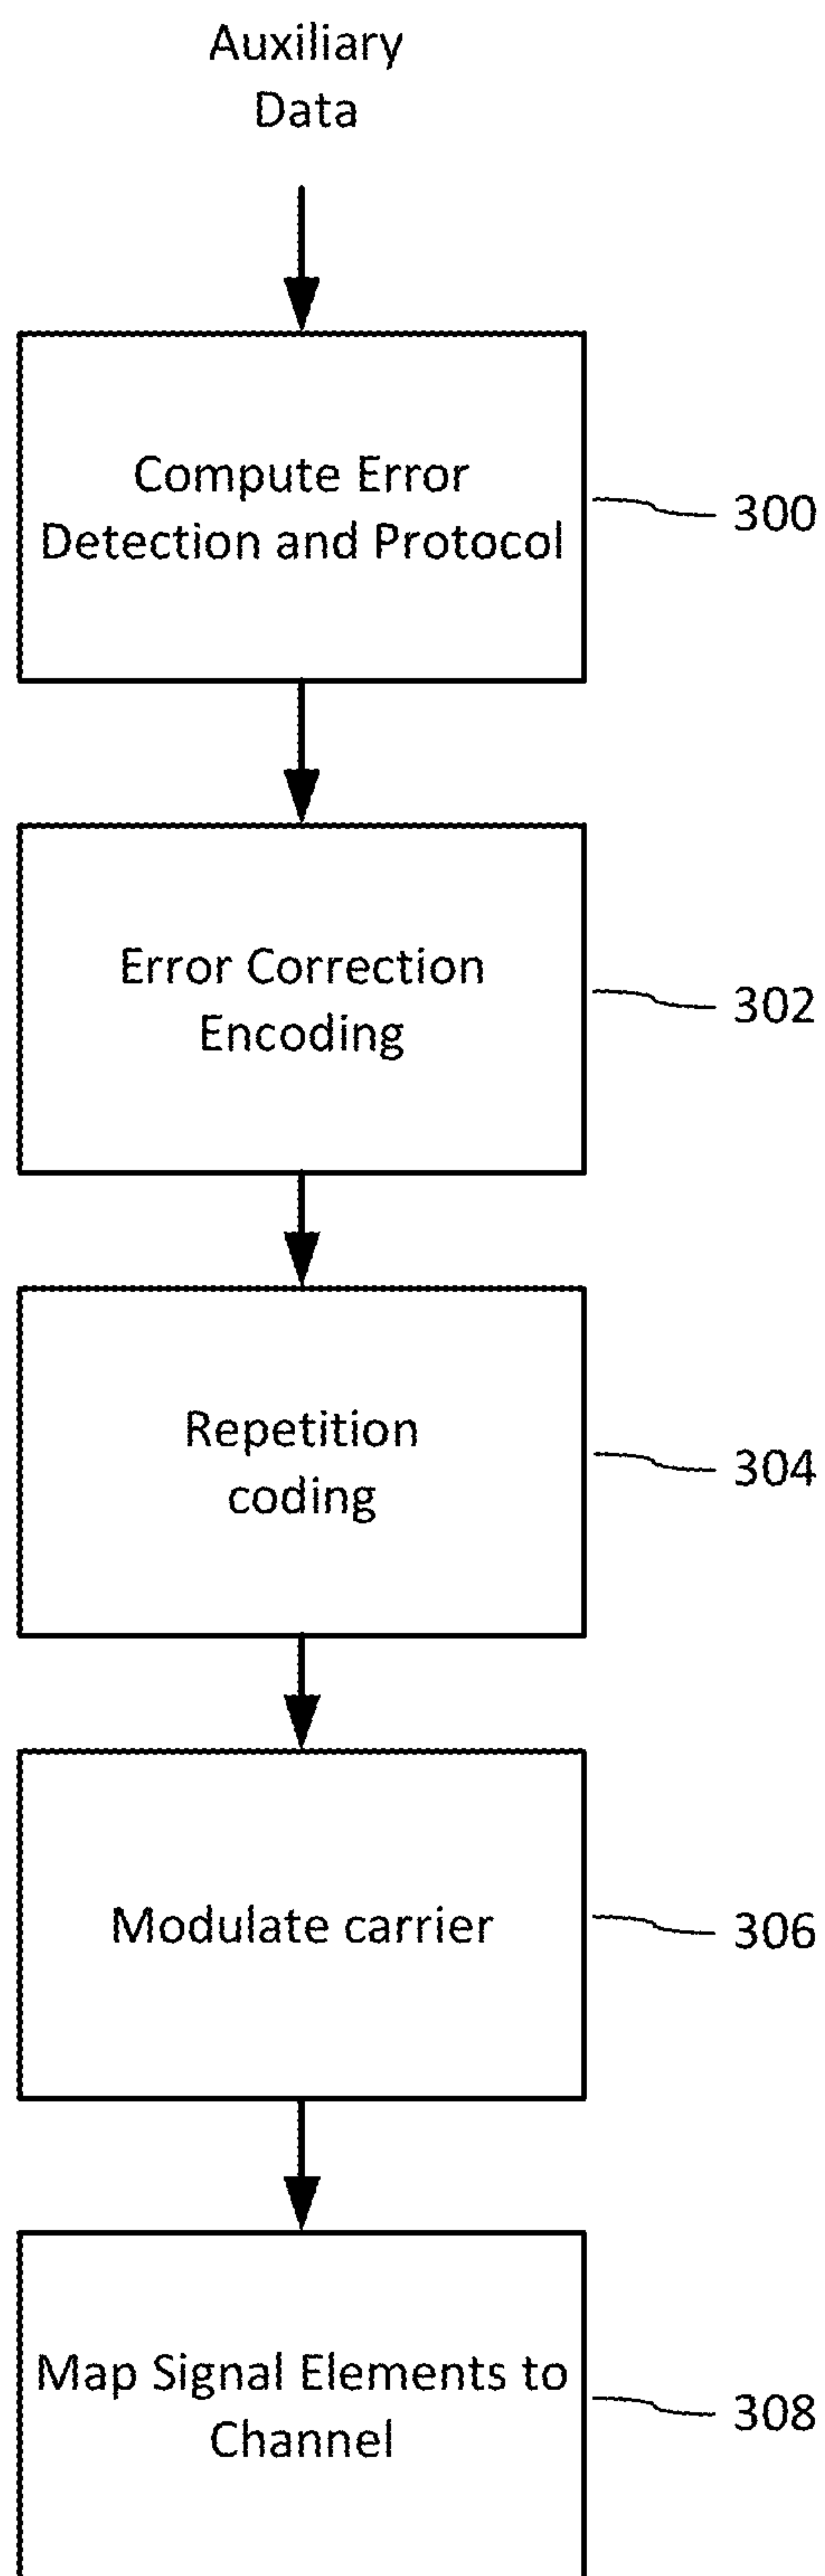 Auxiliary
Data
Compute Error
Detection and Protocol
300
Error Correction
Encoding
302
Repetition
coding
304
Modulate carrier
306
Map Signal Elements to
Channel
308